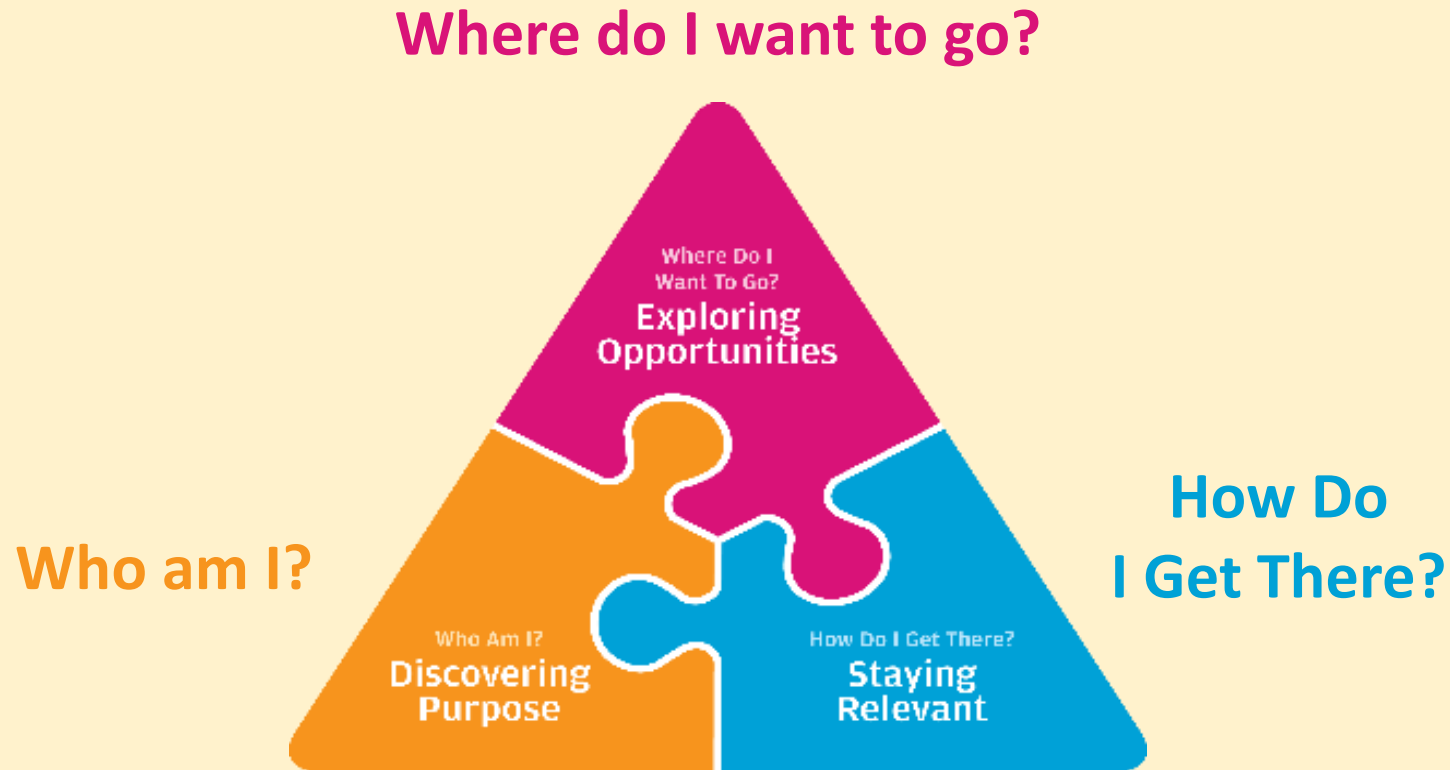 Where do I want to go?
Where Do I
Want To Go?
Exploring
Opportunities
How Do
I Get There?
Who am I?
Who Am I?
Discovering
Purpose
How Do I Get There?
Staying
Relevant